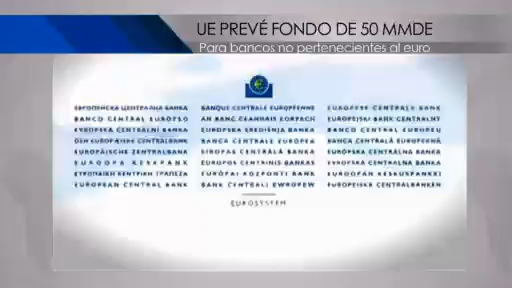 UE PREVÉ FONDO DE 50 MMDE
Para bancos no pertenecientes al euro
ЕВРОПЕЙСКА ЦЕНТРАЛНА БАНКА
BANCO CENTRAL EUROPEO
EVROPSKÁ CENTRÁLNÍ BANKA
DEN EUROPÆISKE CENTRALBANK
EUROPÄISCHE ZENTRALBANK
EUROOPA KESKPANK
ΕΥΡΩΠΑΪΚΗ ΚΕΝΤΡΙΚΗ ΤΡΑΠΕΖΑ
EUROPEAN CENTRAL BANK
BANQUE CENTRALE EUROPÉENNE
AN BANC CEANNAIS EORPACH
EUROPSKA SREDIŠNJA BANKA
BANCA CENTRALE EUROPEA
EIROPAS CENTRĀLĀ BANKA
EUROPOS CENTRINIS BANKAS
EURÓPAI KÖZPONTI BANK
BANK ĊENTRALI EWROPEW
EUROPESE CENTRALE BANK
EUROPEJSKI BANK CENTRALNY
BANCO CENTRAL EUROPEU
BANCA CENTRALĂ EUROPEANĂ
EURÓPSKA CENTRÁLNA BANKA
EVROPSKA CENTRALNA BANKA
EUROOPAN KESKUSPANKKI
EUROPEISKA CENTRALBANKEN
EUROSYSTEM